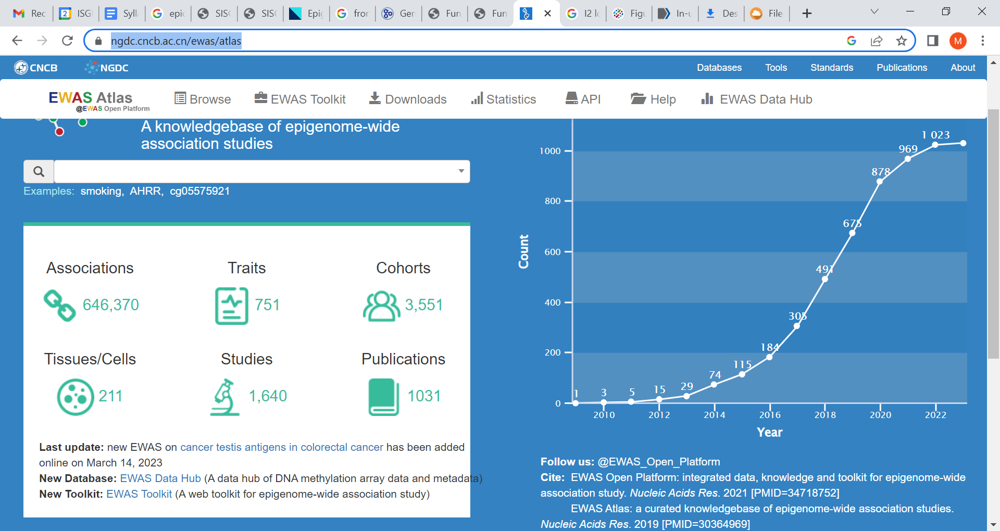 Rec
2
ISGI
Sylla
epic
SISC
SISC
Epig
fror
Ger
Fun
Fun
I2 lo
Figu
In-u
Des
File
ngdc.cncb.ac.cn/ewas/atlas
M
CNCB
NGDC
Databases
Tools
Standards
Publications
About
EWAS Atlas
@EWAS Open Platform
Browse
EWAS Toolkit
Downloads
Statistics
API
Help
EWAS Data Hub
A knowledgebase of epigenome-wide
association studies
Examples: smoking, AHRR, cg05575921
Associations
Traits
Cohorts
646,370
751
3,551
Tissues/Cells
Studies
Publications
211
1,640
1031
Last update: new EWAS on cancer testis antigens in colorectal cancer has been added
online on March 14, 2023
New Database: EWAS Data Hub (A data hub of DNA methylation array data and metadata)
New Toolkit: EWAS Toolkit (A web toolkit for epigenome-wide association study)
Count
1000
800
600
400
200
0
1
3
5
15
29
74
115
184
305
491
675
878
969
1 023
2010
2012
2014
2016
2018
2020
2022
Year
Follow us: @EWAS_Open_Platform
Cite: EWAS Open Platform: integrated data, knowledge and toolkit for epigenome-wide
association study. Nucleic Acids Res. 2021 [PMID=34718752]
EWAS Atlas: a curated knowledgebase of epigenome-wide association studies.
Nucleic Acids Res. 2019 [PMID=30364969]